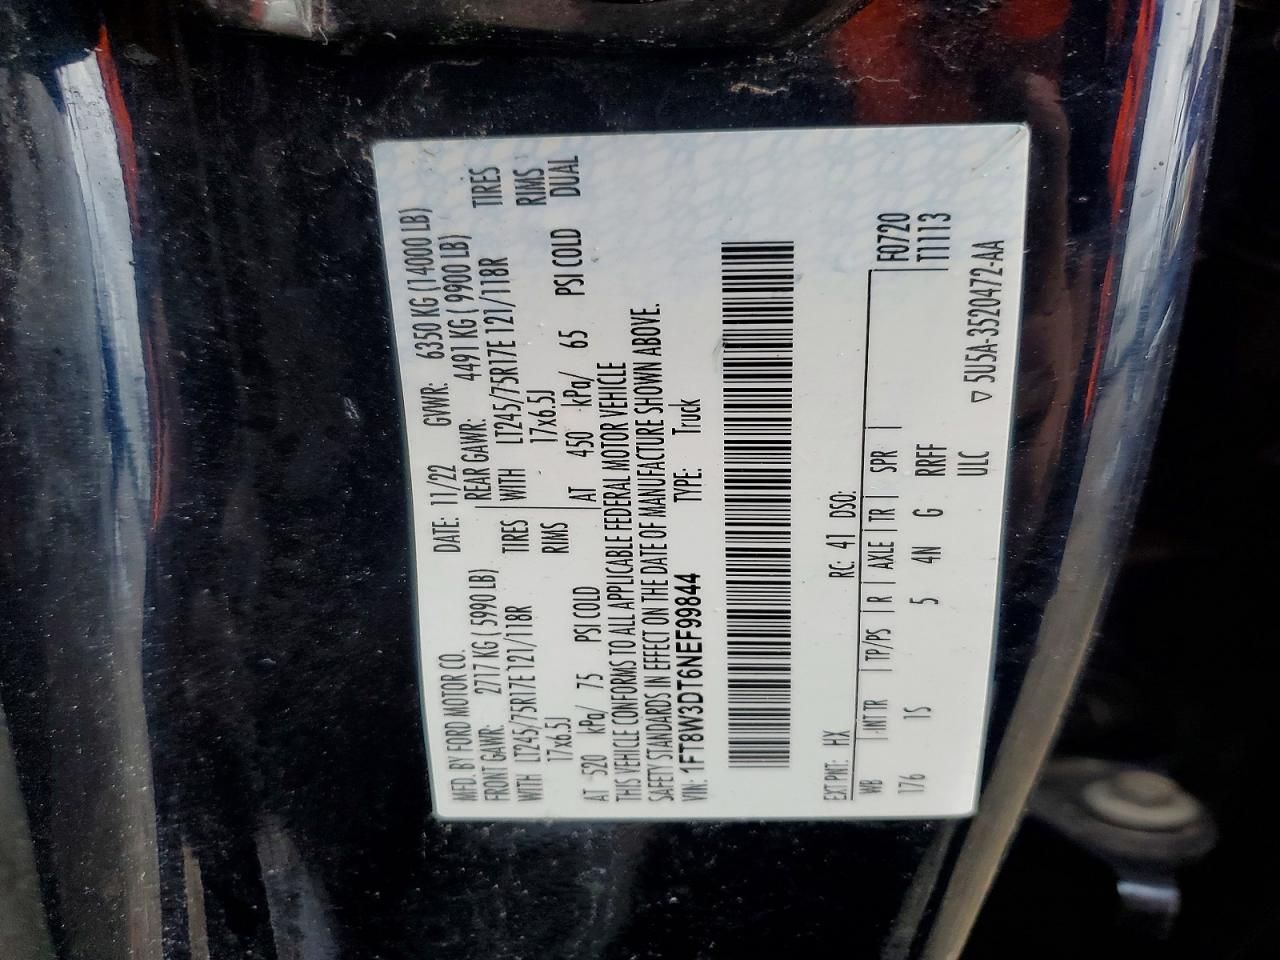 MFD. BY FORD MOTOR CO. DATE: 11/22 GVWR: 6350 KG (14000 LB)
FRONT GAWR: 2717 KG ( 5990 LB) REAR GAWR: 4491 KG ( 9900 LB)
WITH LT245/75R17E 121/118R TIRES WITH LT245/75R17E 121/118R TIRES
17x6.5J RIMS 17x6.5J RIMS
AT 520 kPa/ 75 PSI COLD AT 450 kPa/ 65 PSI COLD DUAL
THIS VEHICLE CONFORMS TO ALL APPLICABLE FEDERAL MOTOR VEHICLE
SAFETY STANDARDS IN EFFECT ON THE DATE OF MANUFACTURE SHOWN ABOVE.
VIN: 1FT8W3DT6NEF99844 TYPE: Truck
EXT PNT: HX RC: 41 DSO:
WB INT TR TP/PS R AXLE TR SPR F0720
176 1S 5 4N G RRFF T1113
ULC
▽ 5U5A-3520472-AA